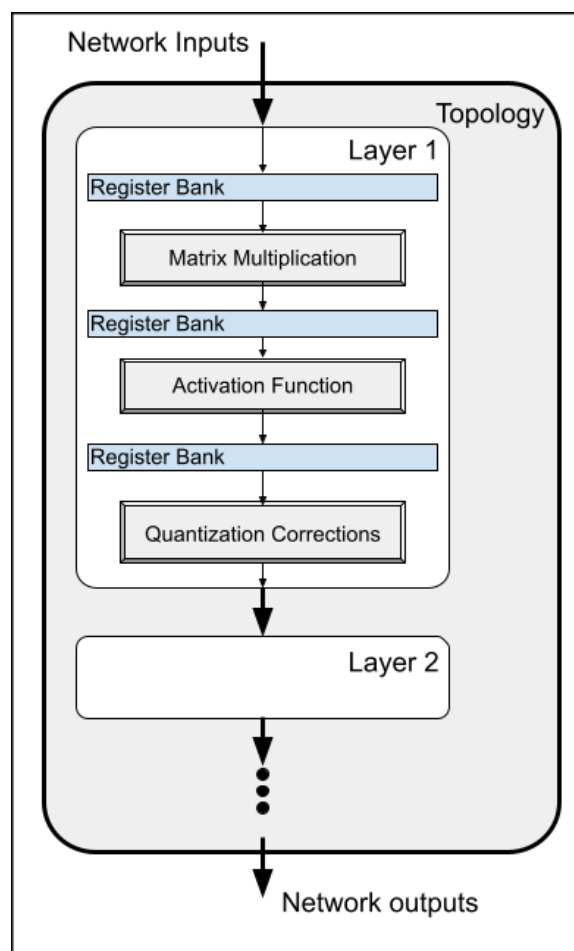 Network Inputs
Topology
Layer 1
Register Bank
Matrix Multiplication
Register Bank
Activation Function
Register Bank
Quantization Corrections
Layer 2
Network outputs